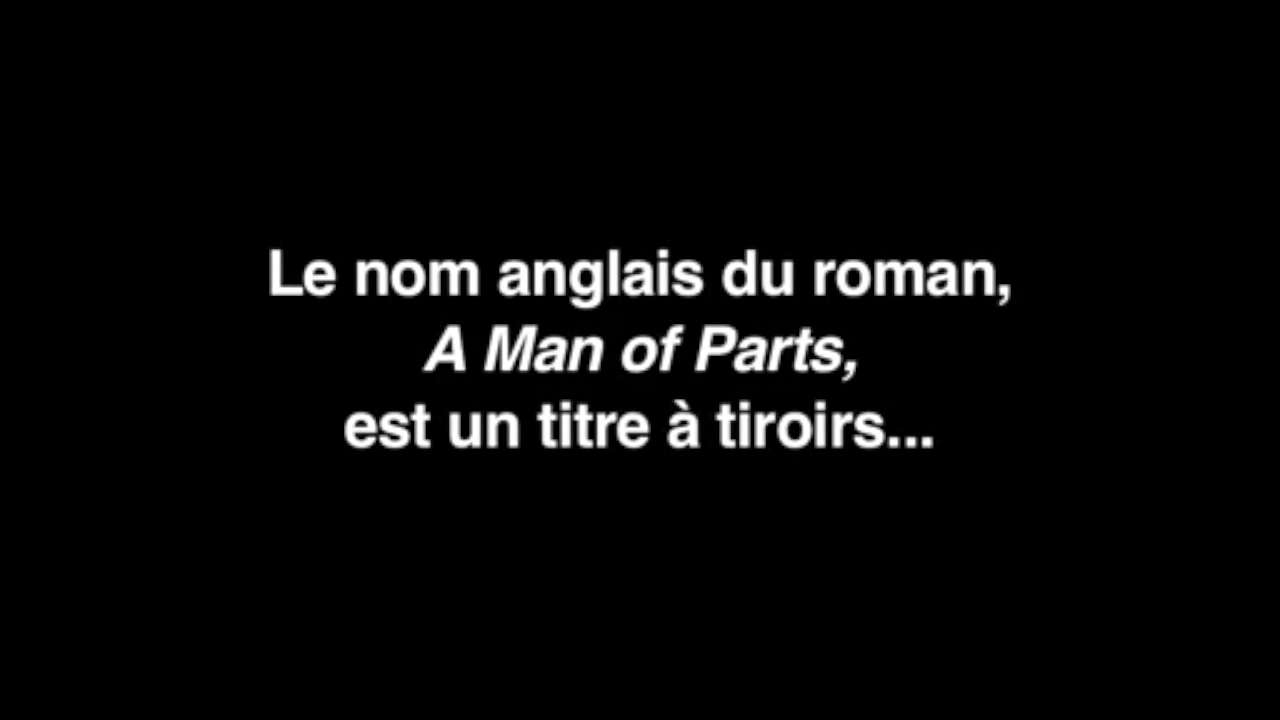 Le nom anglais du roman,
A Man of Parts,
est un titre à tiroirs...